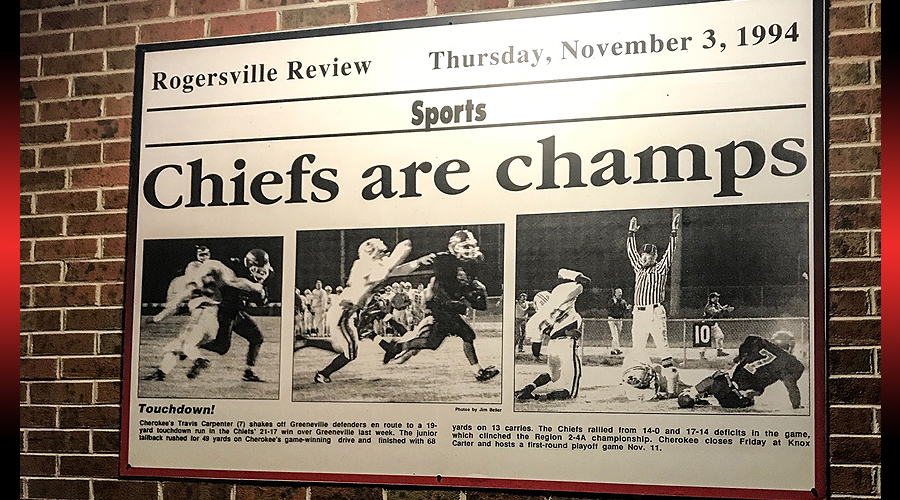 Rogersville Review
Thursday, November 3, 1994
Sports
Chiefs are champs
10
7
Touchdown!
Photos by Jim Beller
Cherokee's Travis Carpenter (7) shakes off Greeneville defenders en route to a 19-
yard touchdown run in the Chiefs' 21-17 win over Greeneville last week. The junior
tailback rushed for 49 yards on Cherokee's game-winning drive and finished with 68
yards on 13 carries. The Chiefs rallied from 14-0 and 17-14 deficits in the game,
which clinched the Region 2-4A championship. Cherokee closes Friday at Knox
Carter and hosts a first-round playoff game Nov. 11.